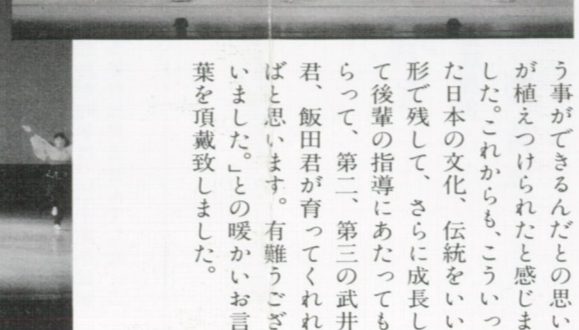 う事ができるんだとの思い
が植えつけられたと感じま
した。これからも、こういっ
た日本の文化、伝統をいい
形で残して、さらに成長し
て後輩の指導にあたっても
らって、第二、第三の武井
君、飯田君が育ってくれれ
ばと思います。有難うござ
いました。」との暖かいお言
葉を頂戴致しました。